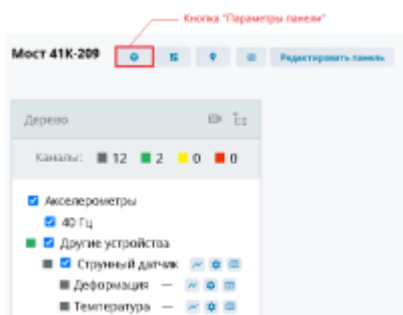 Кнопка "Параметры панели"
Мост 41К-209
Редактировать панель
Дерево
Каналы: 12 2 0 0
Акселерометры
40 Гц
Другие устройства
Струнный датчик
Деформация —
Температура —